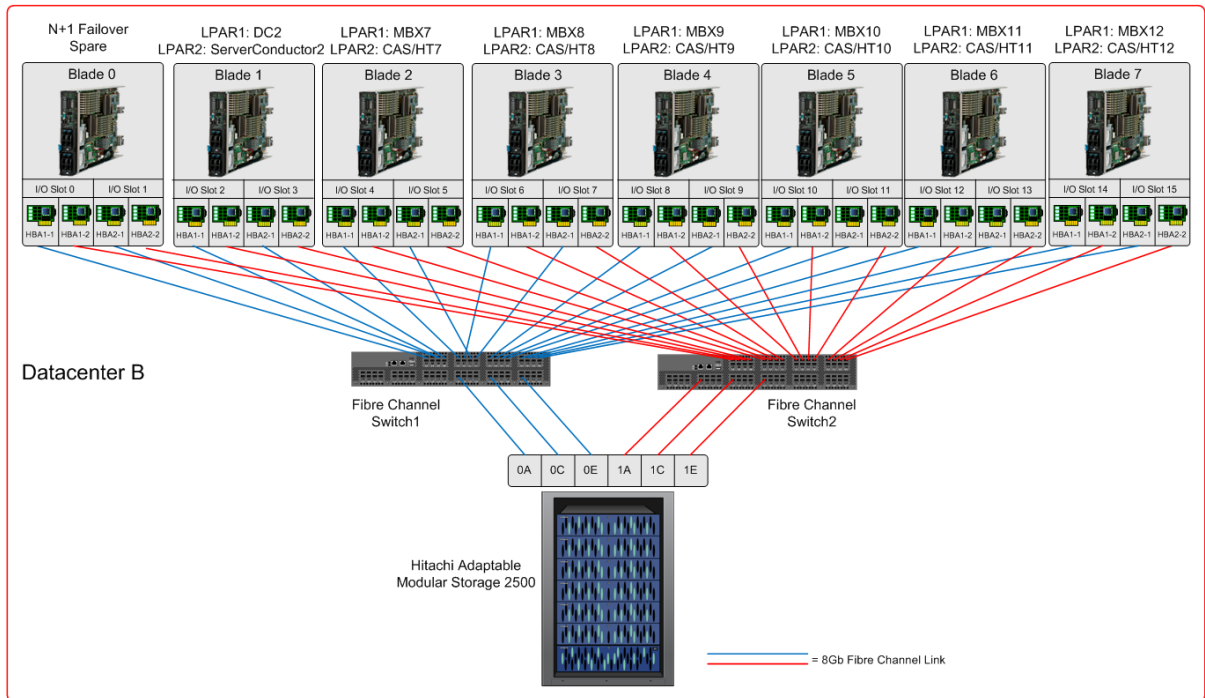 N+1 Failover
Spare
LPAR1: DC2
LPAR2: ServerConductor2
LPAR1: MBX7
LPAR2: CAS/HT7
LPAR1: MBX8
LPAR2: CAS/HT8
LPAR1: MBX9
LPAR2: CAS/HT9
LPAR1: MBX10
LPAR2: CAS/HT10
LPAR1: MBX11
LPAR2: CAS/HT11
LPAR1: MBX12
LPAR2: CAS/HT12
Blade 0
Blade 1
Blade 2
Blade 3
Blade 4
Blade 5
Blade 6
Blade 7
I/O Slot 0
I/O Slot 1
I/O Slot 2
I/O Slot 3
I/O Slot 4
I/O Slot 5
I/O Slot 6
I/O Slot 7
I/O Slot 8
I/O Slot 9
I/O Slot 10
I/O Slot 11
I/O Slot 12
I/O Slot 13
I/O Slot 14
I/O Slot 15
HBA1-1
HBA1-2
HBA2-1
HBA2-2
HBA1-1
HBA1-2
HBA2-1
HBA2-2
HBA1-1
HBA1-2
HBA2-1
HBA2-2
HBA1-1
HBA1-2
HBA2-1
HBA2-2
HBA1-1
HBA1-2
HBA2-1
HBA2-2
HBA1-1
HBA1-2
HBA2-1
HBA2-2
HBA1-1
HBA1-2
HBA2-1
HBA2-2
HBA1-1
HBA1-2
HBA2-1
HBA2-2
Datacenter B
Fibre Channel
Switch1
Fibre Channel
Switch2
0A
0C
0E
1A
1C
1E
Hitachi Adaptable
Modular Storage 2500
= 8Gb Fibre Channel Link